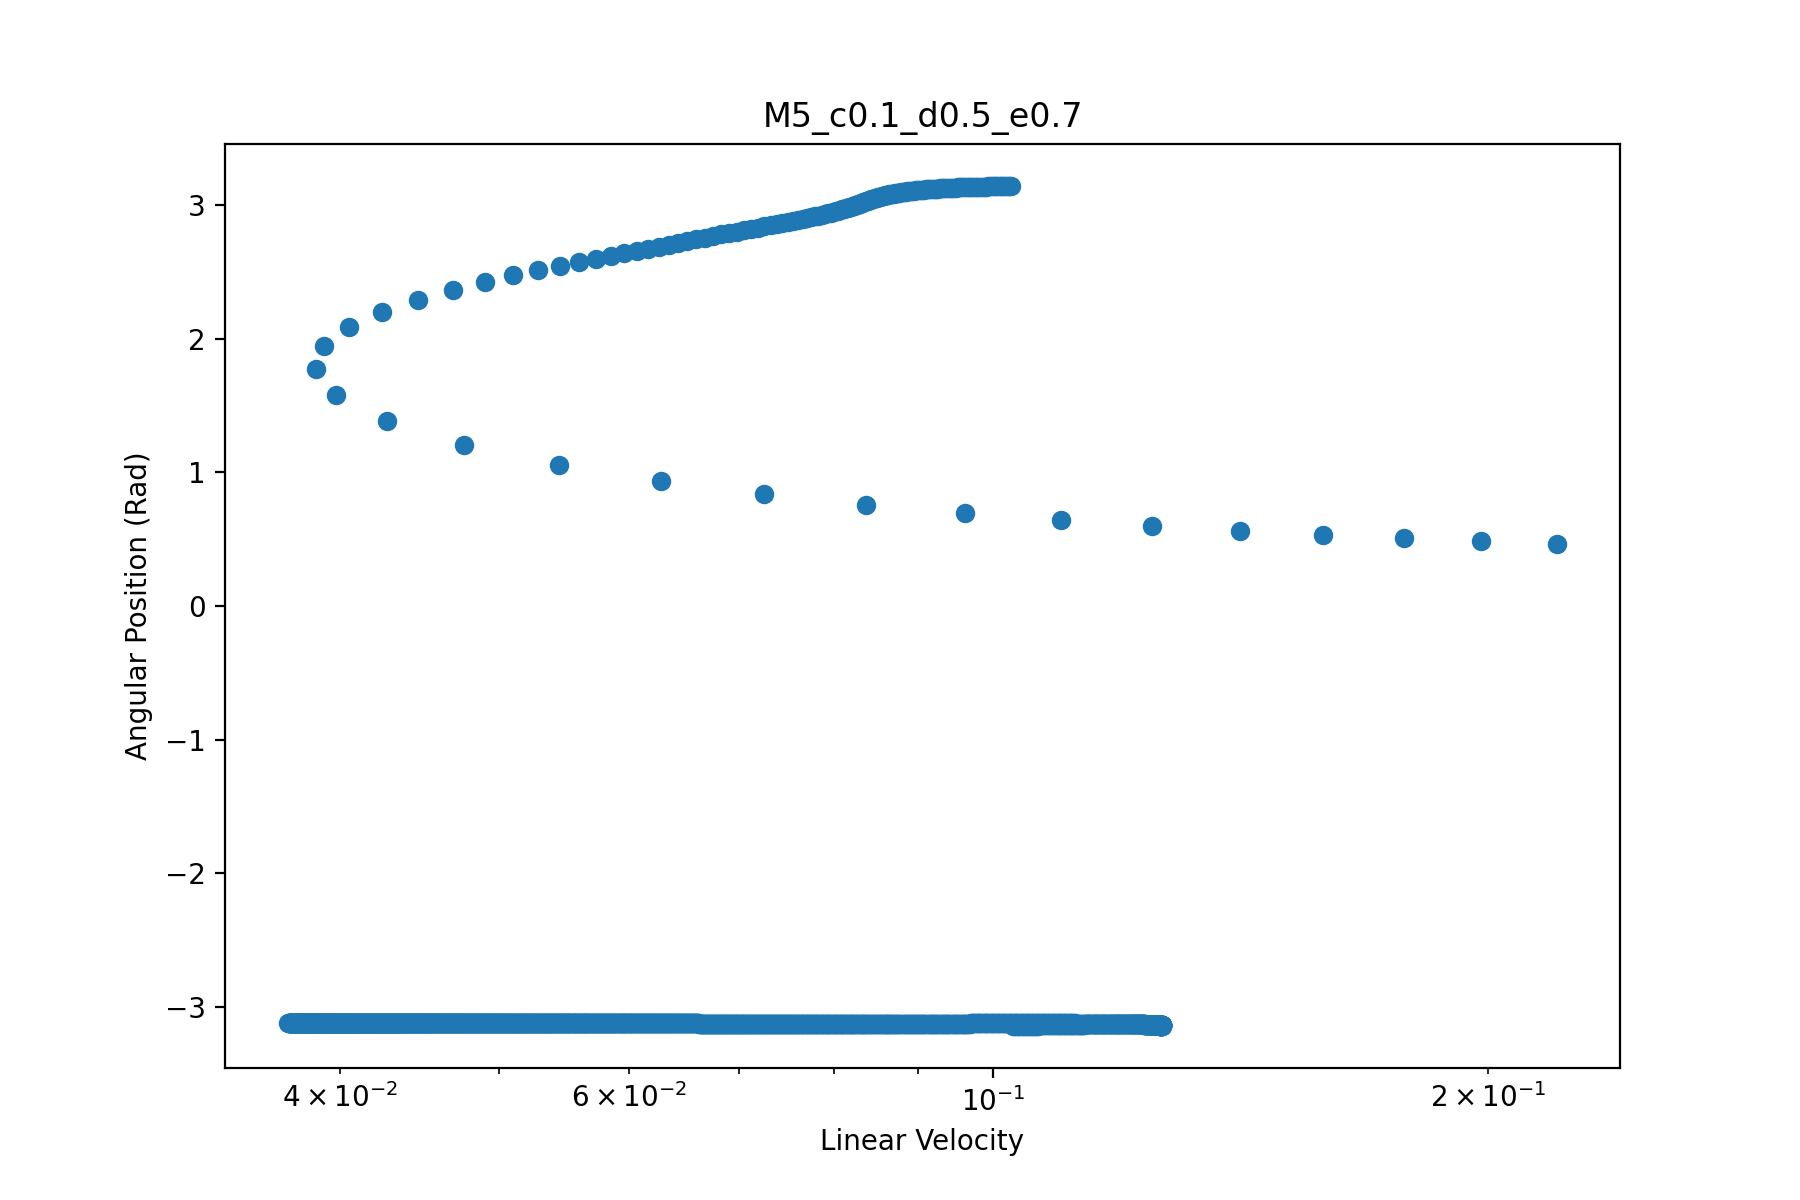 M5_c0.1_d0.5_e0.7
Angular Position (Rad)
3
2
1
0
−1
−2
−3
4 × 10⁻²
6 × 10⁻²
10⁻¹
2 × 10⁻¹
Linear Velocity